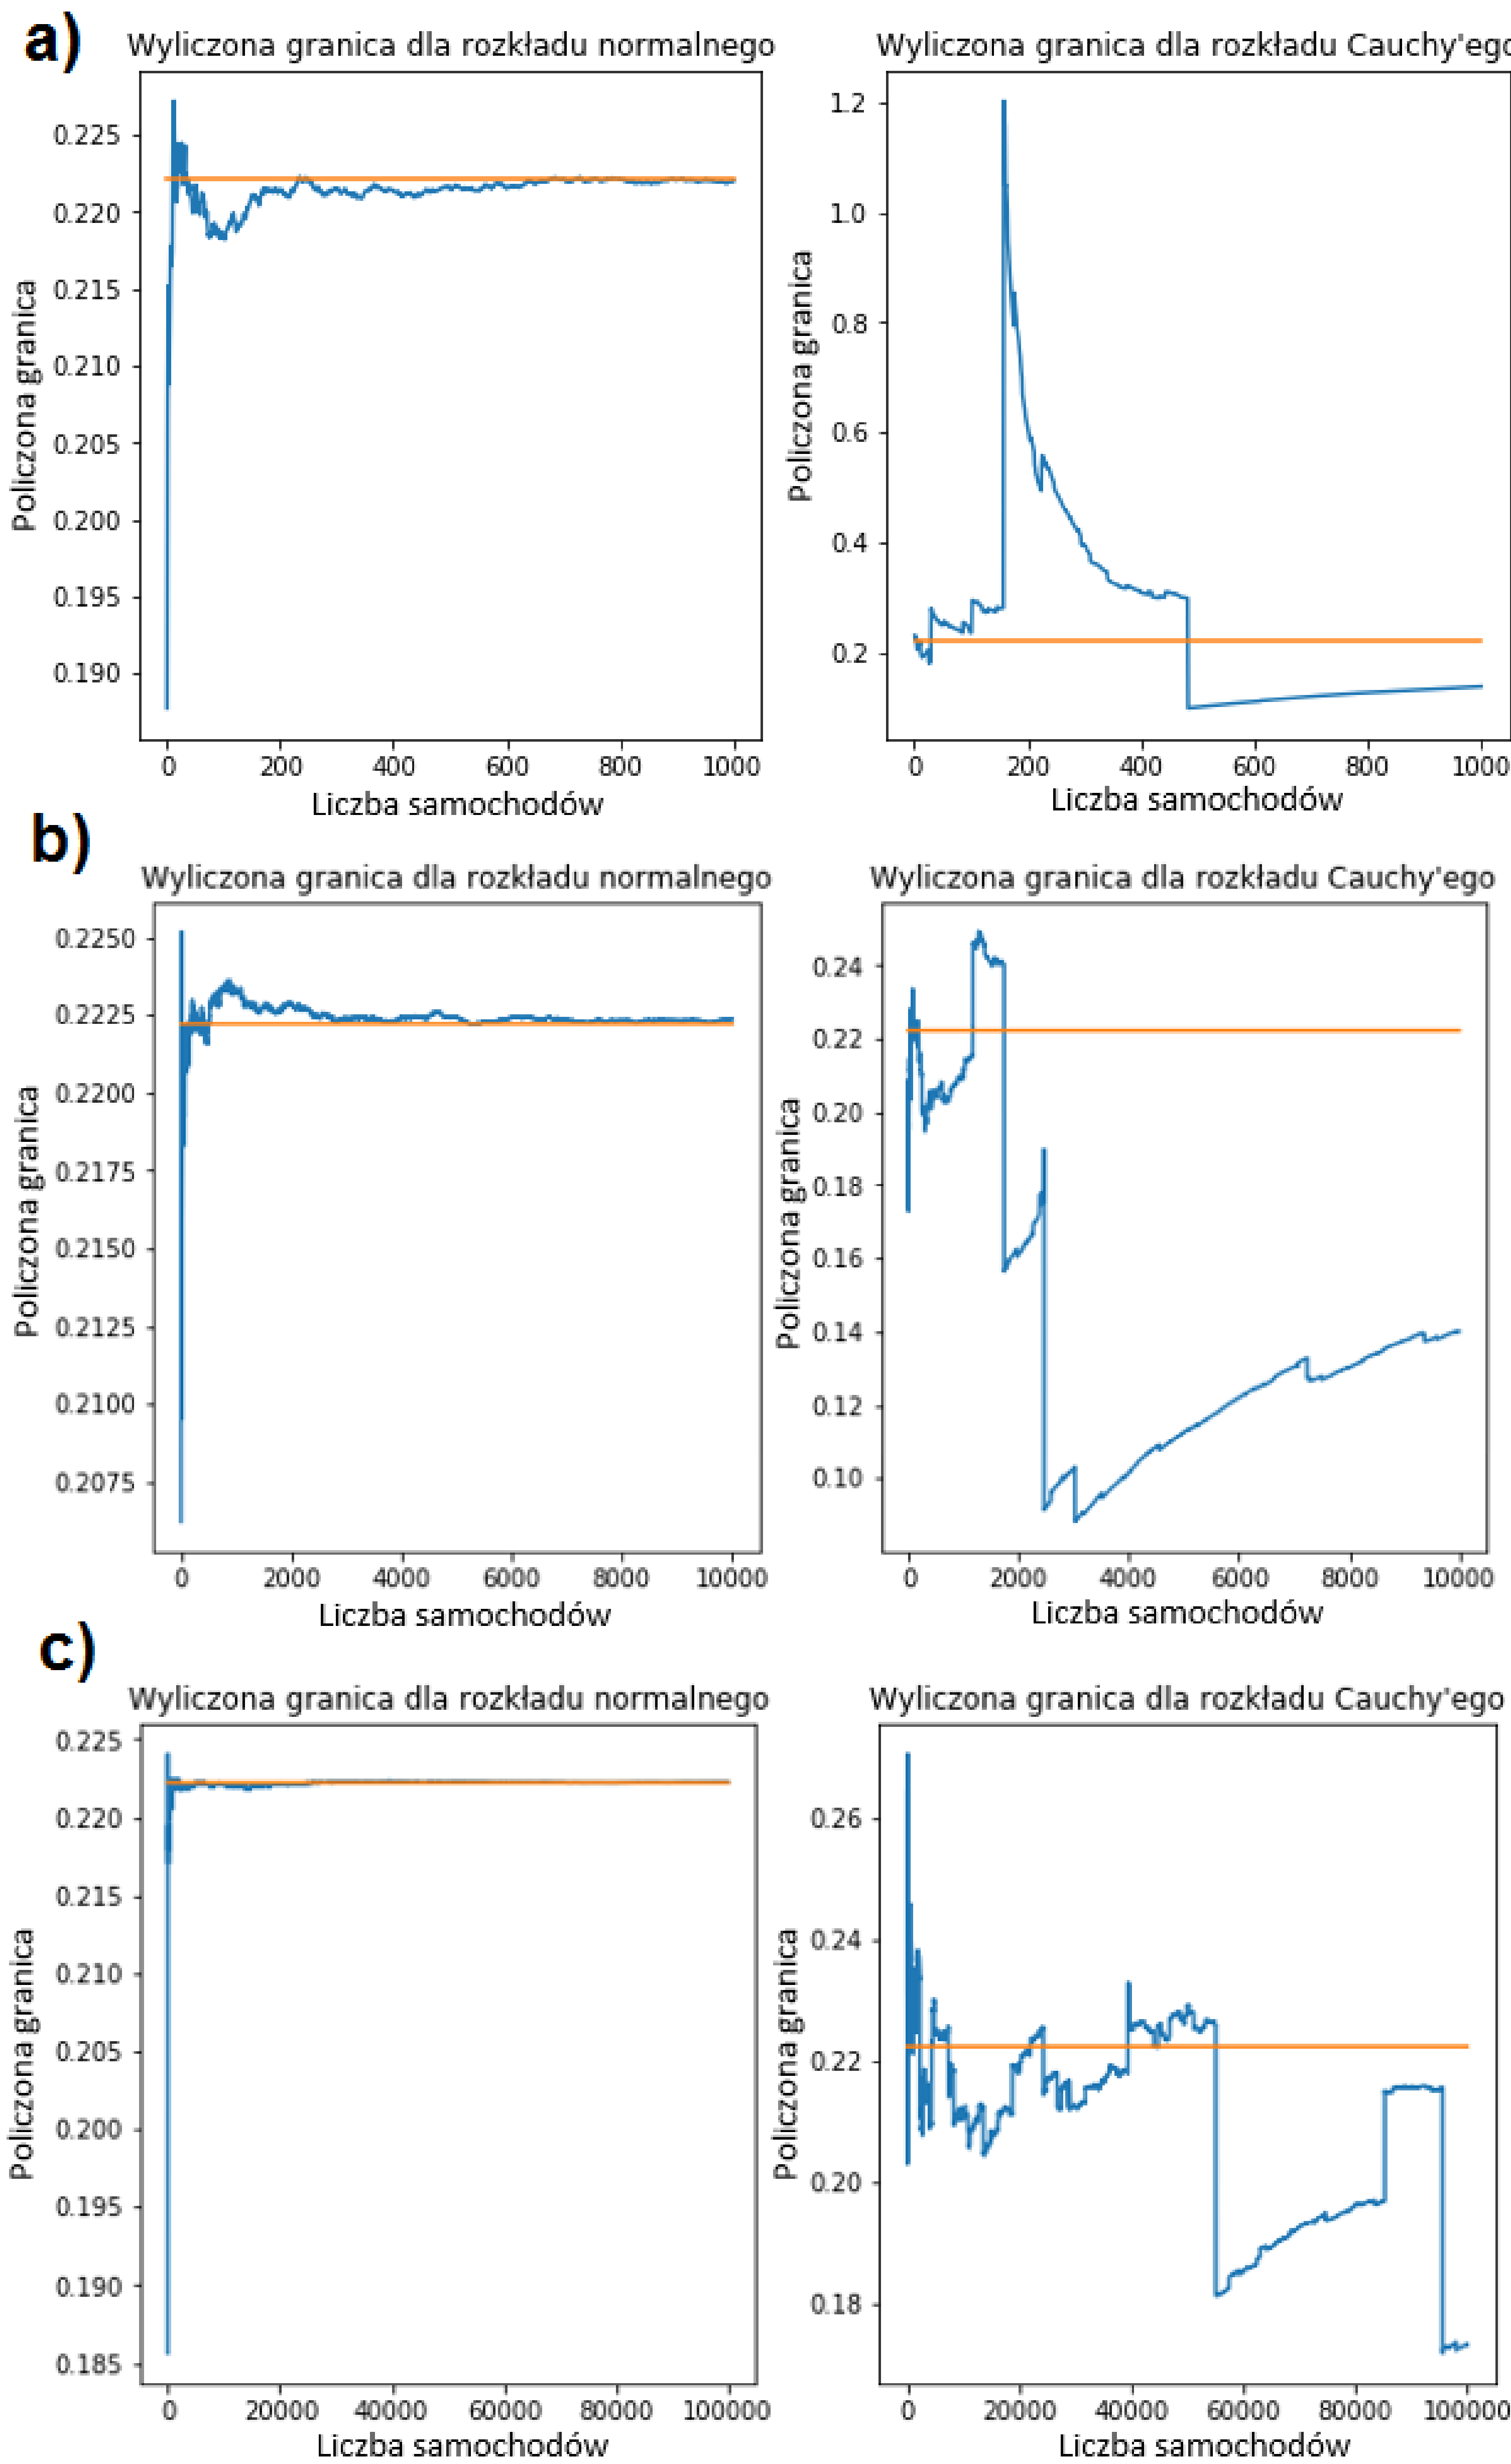 a)
Wyliczona granica dla rozkładu normalnego
Policzona granica
0.225
0.220
0.215
0.210
0.205
0.200
0.195
0.190
0 200 400 600 800 1000
Liczba samochodów
Wyliczona granica dla rozkładu Cauchy'ego
Policzona granica
1.2
1.0
0.8
0.6
0.4
0.2
0 200 400 600 800 1000
Liczba samochodów
b)
Wyliczona granica dla rozkładu normalnego
Policzona granica
0.2250
0.2225
0.2200
0.2175
0.2150
0.2125
0.2100
0.2075
0 2000 4000 6000 8000 10000
Liczba samochodów
Wyliczona granica dla rozkładu Cauchy'ego
Policzona granica
0.24
0.22
0.20
0.18
0.16
0.14
0.12
0.10
0 2000 4000 6000 8000 10000
Liczba samochodów
c)
Wyliczona granica dla rozkładu normalnego
Policzona granica
0.225
0.220
0.215
0.210
0.205
0.200
0.195
0.190
0.185
0 20000 40000 60000 80000 100000
Liczba samochodów
Wyliczona granica dla rozkładu Cauchy'ego
Policzona granica
0.26
0.24
0.22
0.20
0.18
0 20000 40000 60000 80000 100000
Liczba samochodów